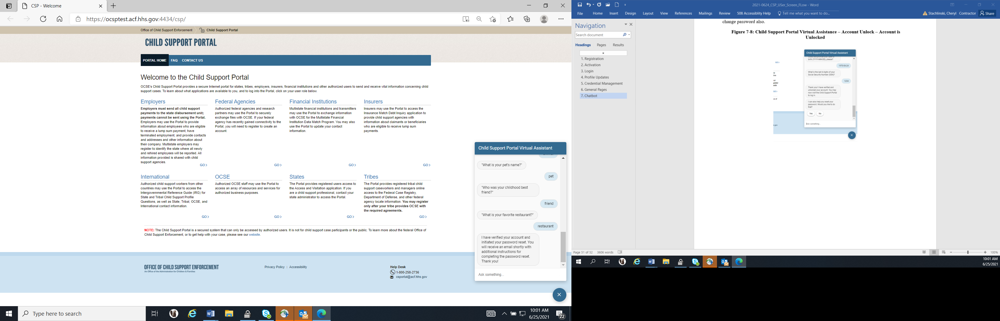 CSP - Welcome
https://ocsptest.acf.hhs.gov:4434/csp/
Office of Child Support Enforcement
Child Support Portal
CHILD SUPPORT PORTAL
PORTAL HOME
FAQ
CONTACT US
Welcome to the Child Support Portal
OCSE's Child Support Portal provides a secure Internet portal for states, tribes, employers, insurers, financial institutions and other authorized users to send and receive vital information concerning child
support cases. To learn about what applications are available to you, and to log into the Portal, click on your user role below.
Employers
Employers must send all child support
payments to the state disbursement unit;
payments cannot be sent using the Portal.
Employers may use the Portal to provide
information about employees who are eligible
to receive a lump sum payment, have
terminated employment, and provide contacts
and addresses and other information about
their company. Multistate employers may
register to identify the state where all newly
and rehired employees will be reported. All
information provided is shared with child
support agencies.
GO >
Federal Agencies
Authorized federal agencies and research
partners may use the Portal to securely
exchange files with OCSE. If your federal
agency has recently gained connectivity to the
Portal, you will need to register to create an
account.
GO >
Financial Institutions
Multistate financial institutions and transmitters
may use the Portal to exchange information
with OCSE for the Multistate Financial
Institution Data Match Program. You may also
use the Portal to update your contact
information.
GO >
Insurers
Insurers may use the Portal to access the
Insurance Match Debt Inquiry application to
provide child support agencies with
information about claimants or beneficiaries
who are eligible to receive lump sum
payments.
GO >
International
Authorized child support workers from other
countries may use the Portal to access the
Intergovernmental Reference Guide (IRG) for
State and Tribal Child Support Profile
Questions, as well as State, Tribal, OCSE, and
International contact information.
GO >
OCSE
Authorized OCSE staff may use the Portal to
access an array of resources and services for
authorized business purposes.
GO >
States
The Portal provides registered users access to
the Access and Visitation application. If you
are a child support professional, contact your
state administrator to access the Portal.
GO >
Tribes
The Portal provides registered tribal child
support caseworkers and managers online
access to the Federal Case Registry,
Department of Defense, and other federal
agency locate information. You may register
only after your tribe provides OCSE with
the required agreements.
GO >
NOTE: The Child Support Portal is a secured system that can only be accessed by authorized users. It is not for child support case participants or the public. To learn more about the federal Office of
Child Support Enforcement, or to get help with your case, please see our website.
OFFICE OF CHILD SUPPORT ENFORCEMENT
An Office of the Administration for Children & Families
Privacy Policy | Accessibility
Help Desk
1-800-258-2736
csportal@acf.hhs.gov
Child Support Portal Virtual Assistant
"What is your pet's name?"
pet
"Who was your childhood best
friend?"
friend
"What is your favorite restaurant?"
restaurant
I have verified your account and
initiated your password reset. You
will receive an email shortly with
additional instructions for
completing the password reset.
Thank you!
Ask something...
Type here to search
10:01 AM
6/25/2021
22
2021-0624_CSP_USer_Screen_FLow - Word
File Home Insert Design Layout View References Mailings Review 508 Accessiblity Help Tell me what you want to do...
Stachlinski, Cheryl Contractor
Share
Navigation
Search document
Headings Pages Results
1. Registration
2. Activation
3. Login
4. Profile Updates
5. Credential Management
6. General Pages
7. Chatbot
change password also.
Figure 7-8: Child Support Portal Virtual Assistance – Account Unlock – Account is
Unlocked
Child Support Portal Virtual Assistant
birth (YYYY-MM-DD), please?
1970-06-24
What is the last 4 digits of your
Social Security Number (SSN)?
1234
Thank you! I have verified and
unlocked your account. You may
now visit the Child Support Portal
to log in.
I can also help you reset your
password. Would you like to do
that?
Yes No
Ask something...
GO >
GO >
Page 51 of 52 3606 words
100%
10:01 AM
6/25/2021